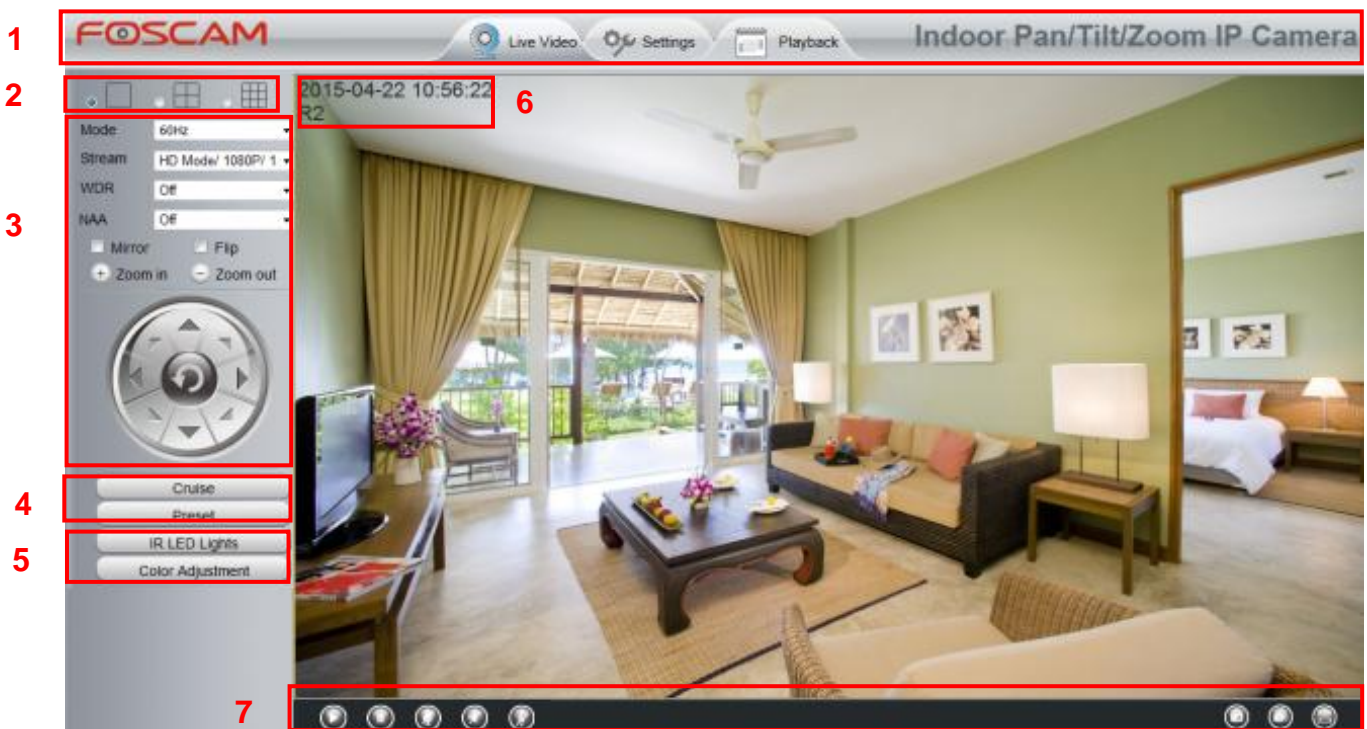 1
FOSCAM
Live Video
Settings
Playback
Indoor Pan/Tilt/Zoom IP Camera
2
2015-04-22 10:56:22
R2
6
3
Mode 60Hz
Stream HD Mode/ 1080P/ 1
WDR Off
NAA Off
Mirror Flip
Zoom in Zoom out
4
Cruise
Preset
5
IR LED Lights
Color Adjustment
7